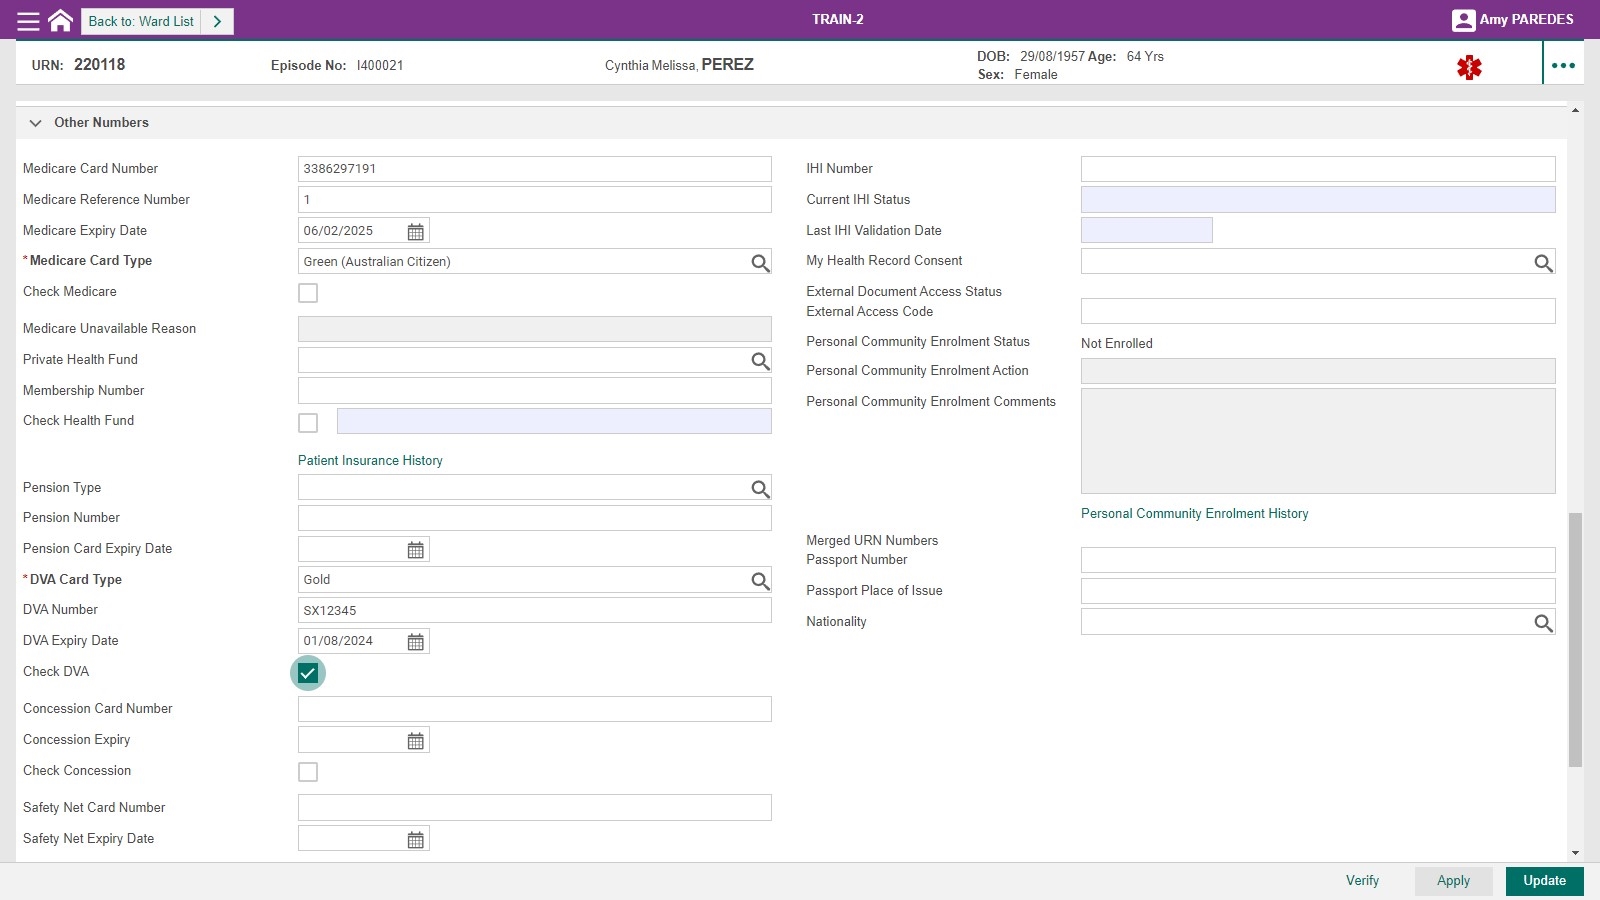 Back to: Ward List
TRAIN-2
Amy PAREDES
URN: 220118
Episode No: I400021
Cynthia Melissa, PEREZ
DOB: 29/08/1957 Age: 64 Yrs
Sex: Female
Other Numbers
Medicare Card Number 3386297191
Medicare Reference Number 1
Medicare Expiry Date 06/02/2025
*Medicare Card Type Green (Australian Citizen)
Check Medicare
Medicare Unavailable Reason
Private Health Fund
Membership Number
Check Health Fund
Patient Insurance History
Pension Type
Pension Number
Pension Card Expiry Date
*DVA Card Type Gold
DVA Number SX12345
DVA Expiry Date 01/08/2024
Check DVA
Concession Card Number
Concession Expiry
Check Concession
Safety Net Card Number
Safety Net Expiry Date
IHI Number
Current IHI Status
Last IHI Validation Date
My Health Record Consent
External Document Access Status
External Access Code
Personal Community Enrolment Status Not Enrolled
Personal Community Enrolment Action
Personal Community Enrolment Comments
Personal Community Enrolment History
Merged URN Numbers
Passport Number
Passport Place of Issue
Nationality
Verify
Apply
Update